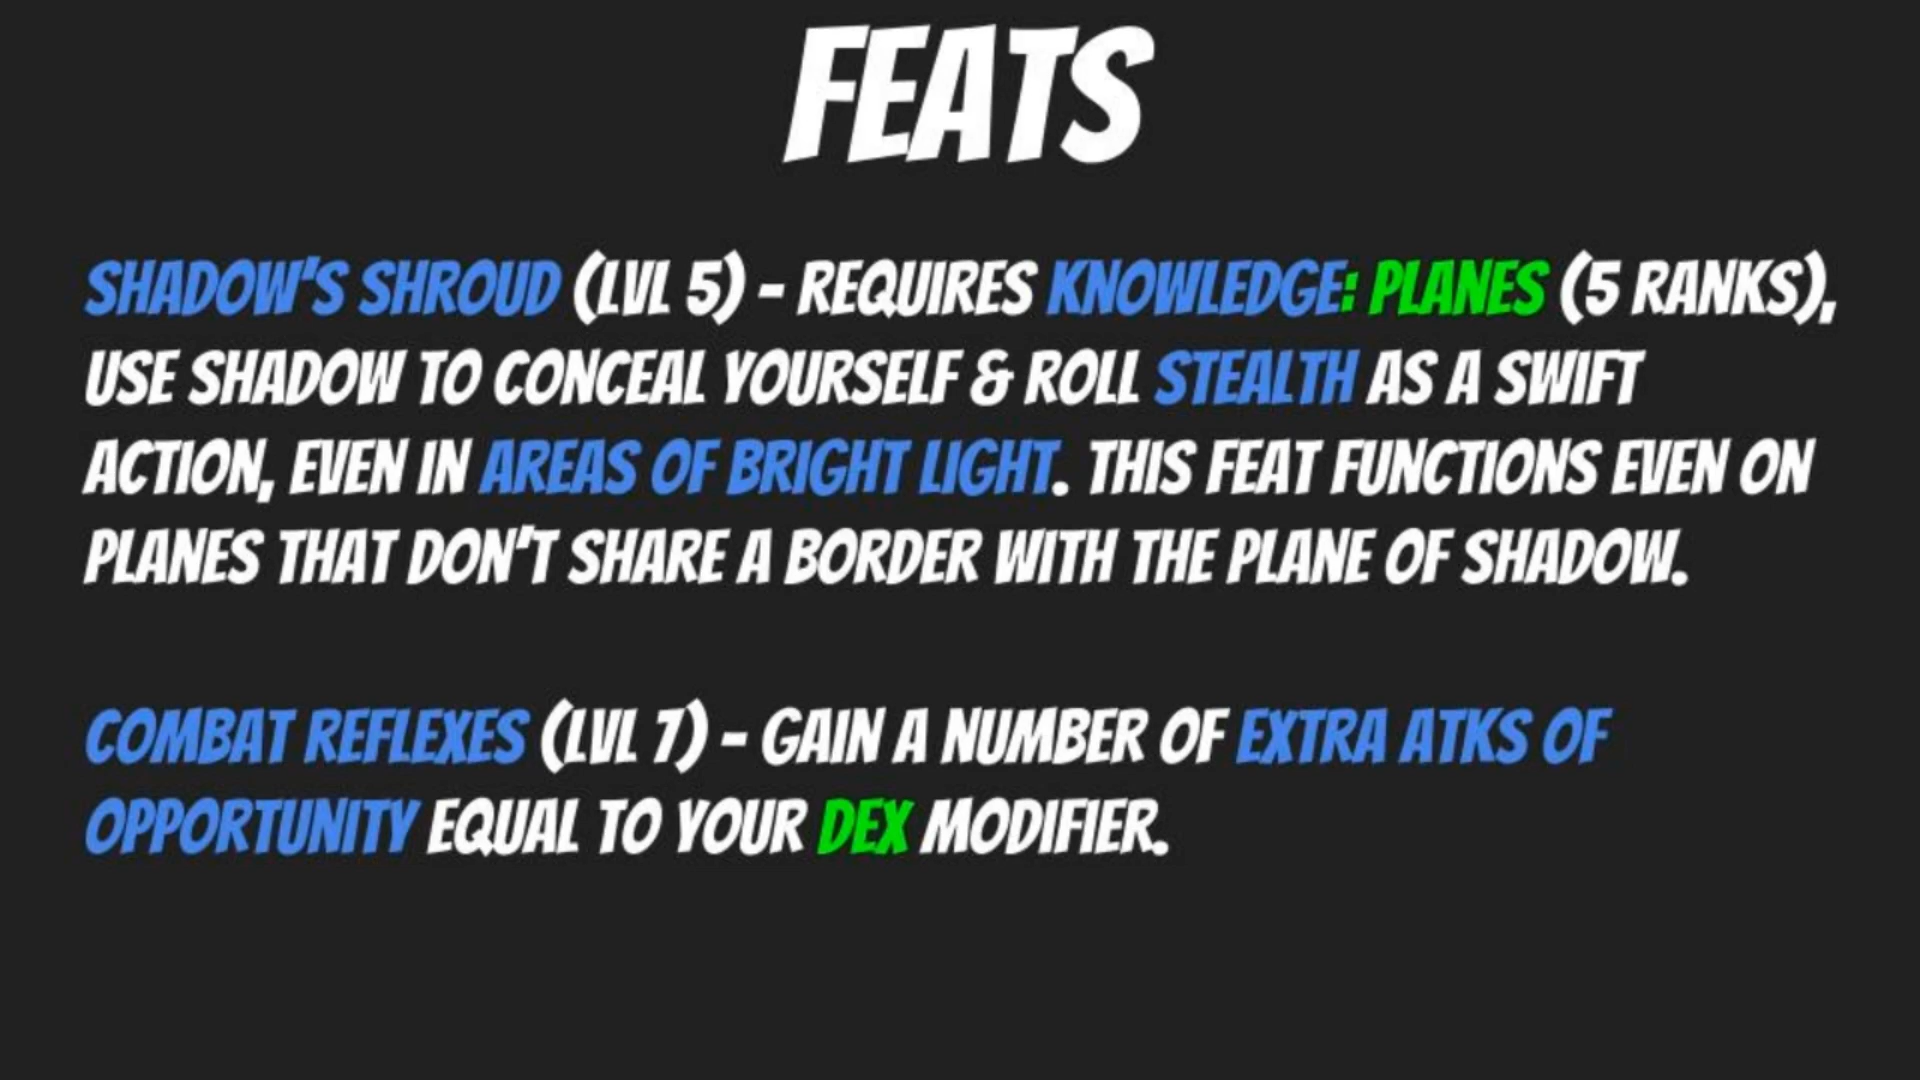 FEATS
SHADOW'S SHROUD (LVL 5) - REQUIRES KNOWLEDGE: PLANES (5 RANKS),
USE SHADOW TO CONCEAL YOURSELF & ROLL STEALTH AS A SWIFT
ACTION, EVEN IN AREAS OF BRIGHT LIGHT. THIS FEAT FUNCTIONS EVEN ON
PLANES THAT DON'T SHARE A BORDER WITH THE PLANE OF SHADOW.
COMBAT REFLEXES (LVL 7) - GAIN A NUMBER OF EXTRA ATKS OF
OPPORTUNITY EQUAL TO YOUR DEX MODIFIER.